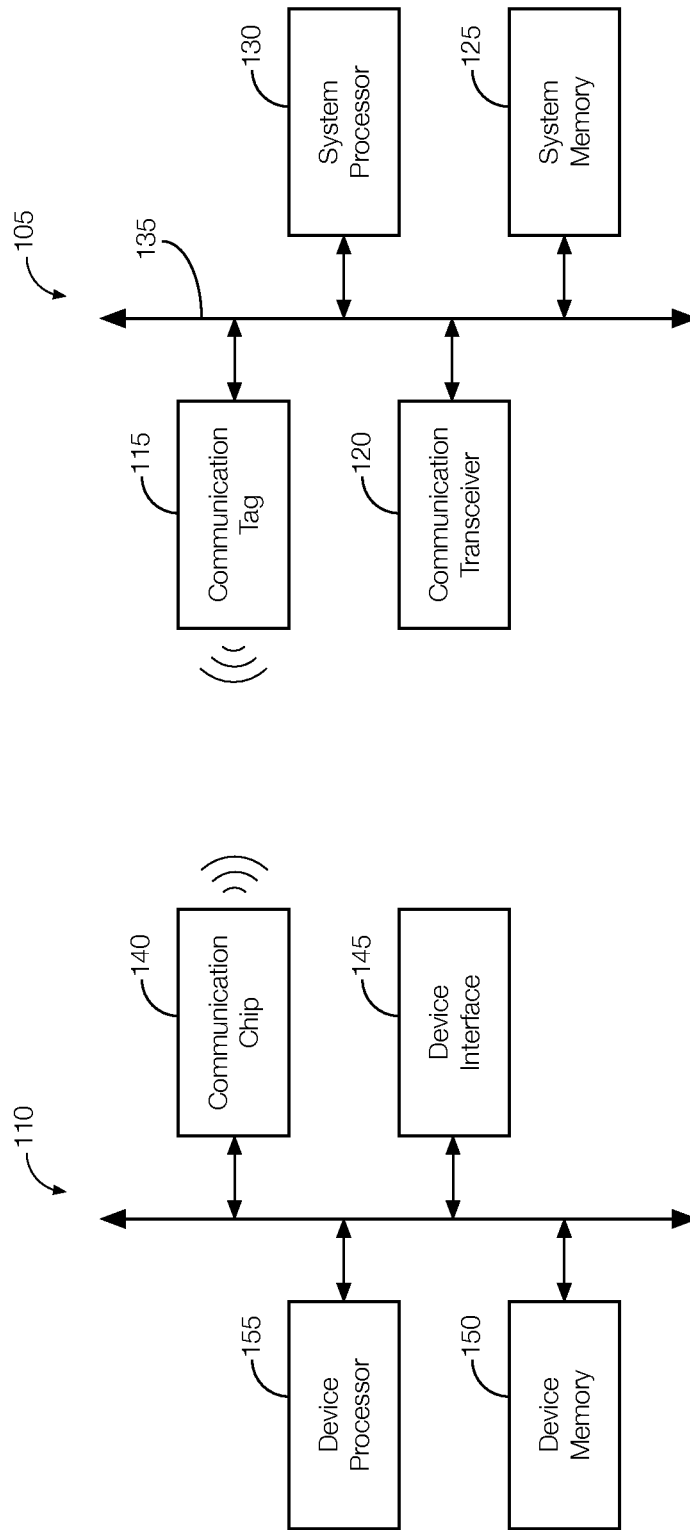 110
105
140
Communication
Chip
115
Communication
Tag
135
155
Device
Processor
130
System
Processor
145
Device
Interface
120
Communication
Transceiver
150
Device
Memory
125
System
Memory